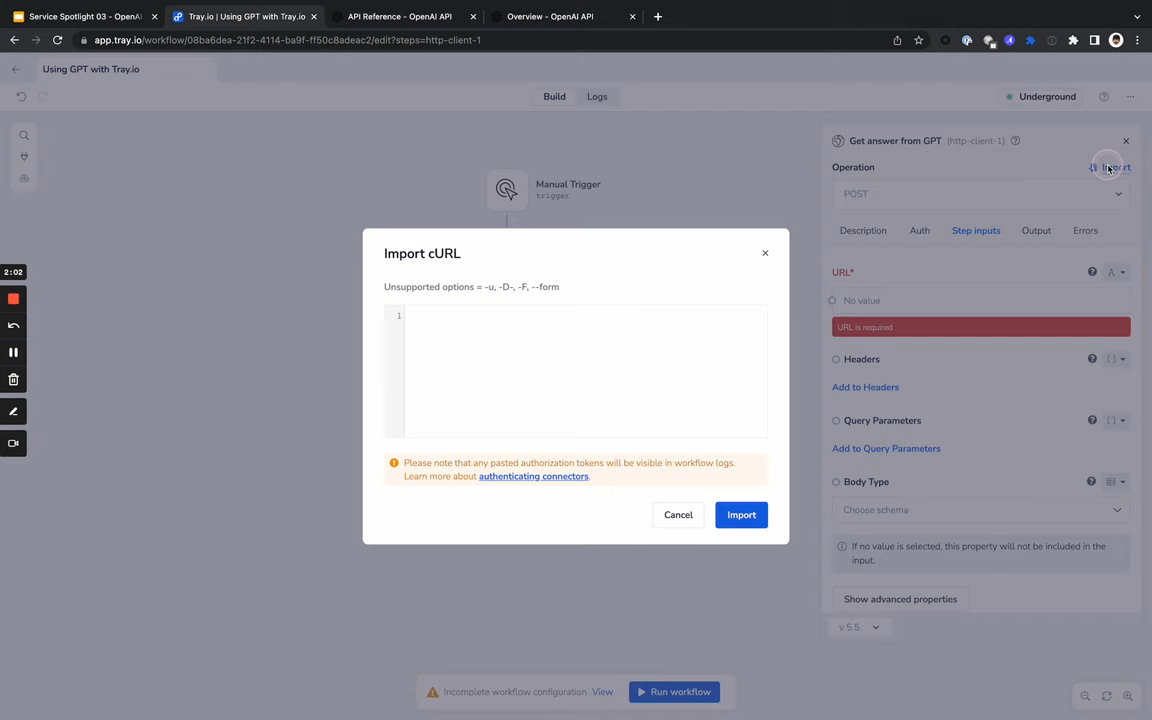 Service Spotlight 03 - OpenAI
Tray.io | Using GPT with Tray.io
API Reference - OpenAI API
Overview - OpenAI API
app.tray.io/workflow/08ba6dea-21f2-4114-ba9f-ff50c8adeac2/edit?steps=http-client-1
Using GPT with Tray.io
Build
Logs
Underground
Manual Trigger
trigger
Get answer from GPT (http-client-1)
Operation
Import
POST
Description
Auth
Step inputs
Output
Errors
URL*
A
No value
URL is required
Headers
Add to Headers
Query Parameters
Add to Query Parameters
Body Type
Choose schema
If no value is selected, this property will not be included in the
input.
Show advanced properties
v 5.5
2:02
Import cURL
Unsupported options = -u, -D-, -F, --form
1
Please note that any pasted authorization tokens will be visible in workflow logs.
Learn more about authenticating connectors.
Cancel
Import
Incomplete workflow configuration View
Run workflow